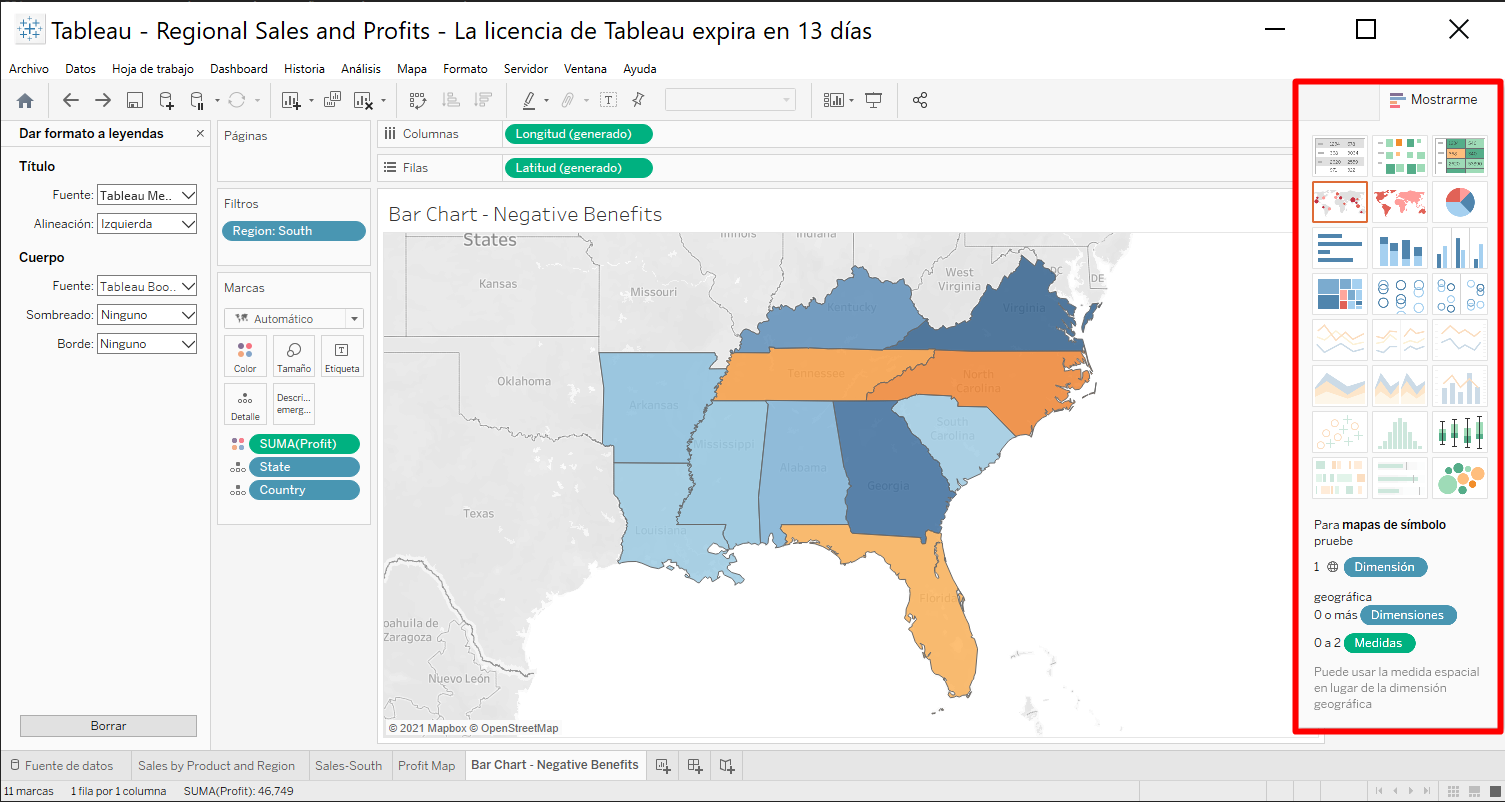 Tableau - Regional Sales and Profits - La licencia de Tableau expira en 13 días
Archivo Datos Hoja de trabajo Dashboard Historia Análisis Mapa Formato Servidor Ventana Ayuda
Mostrarme
Dar formato a leyendas
Título
Fuente: Tableau Me..
Alineación: Izquierda
Cuerpo
Fuente: Tableau Boo..
Sombreado: Ninguno
Borde: Ninguno
Borrar
Páginas
Filtros
Region: South
Marcas
Automático
Color Tamaño Etiqueta
Detalle
Descri...
emerg...
SUMA(Profit)
State
Country
Columnas Longitud (generado)
Filas Latitud (generado)
Bar Chart - Negative Benefits
States
Illinois
Indiana
Kansas
Missouri
West
Virginia
DC
DE
Kentucky
Virginia
Oklahoma
Tennessee
North
Carolina
Arkansas
South
Carolina
Mississippi
Alabama
Georgia
Texas
Louisiana
Florida
oahuila de
Zaragoza
Nuevo León
© 2021 Mapbox © OpenStreetMap
Para mapas de símbolo
pruebe
1 Dimensión
geográfica
0 o más Dimensiones
0 a 2 Medidas
Puede usar la medida espacial
en lugar de la dimensión
geográfica
Fuente de datos Sales by Product and Region Sales-South Profit Map Bar Chart - Negative Benefits
11 marcas 1 fila por 1 columna SUMA(Profit): 46,749